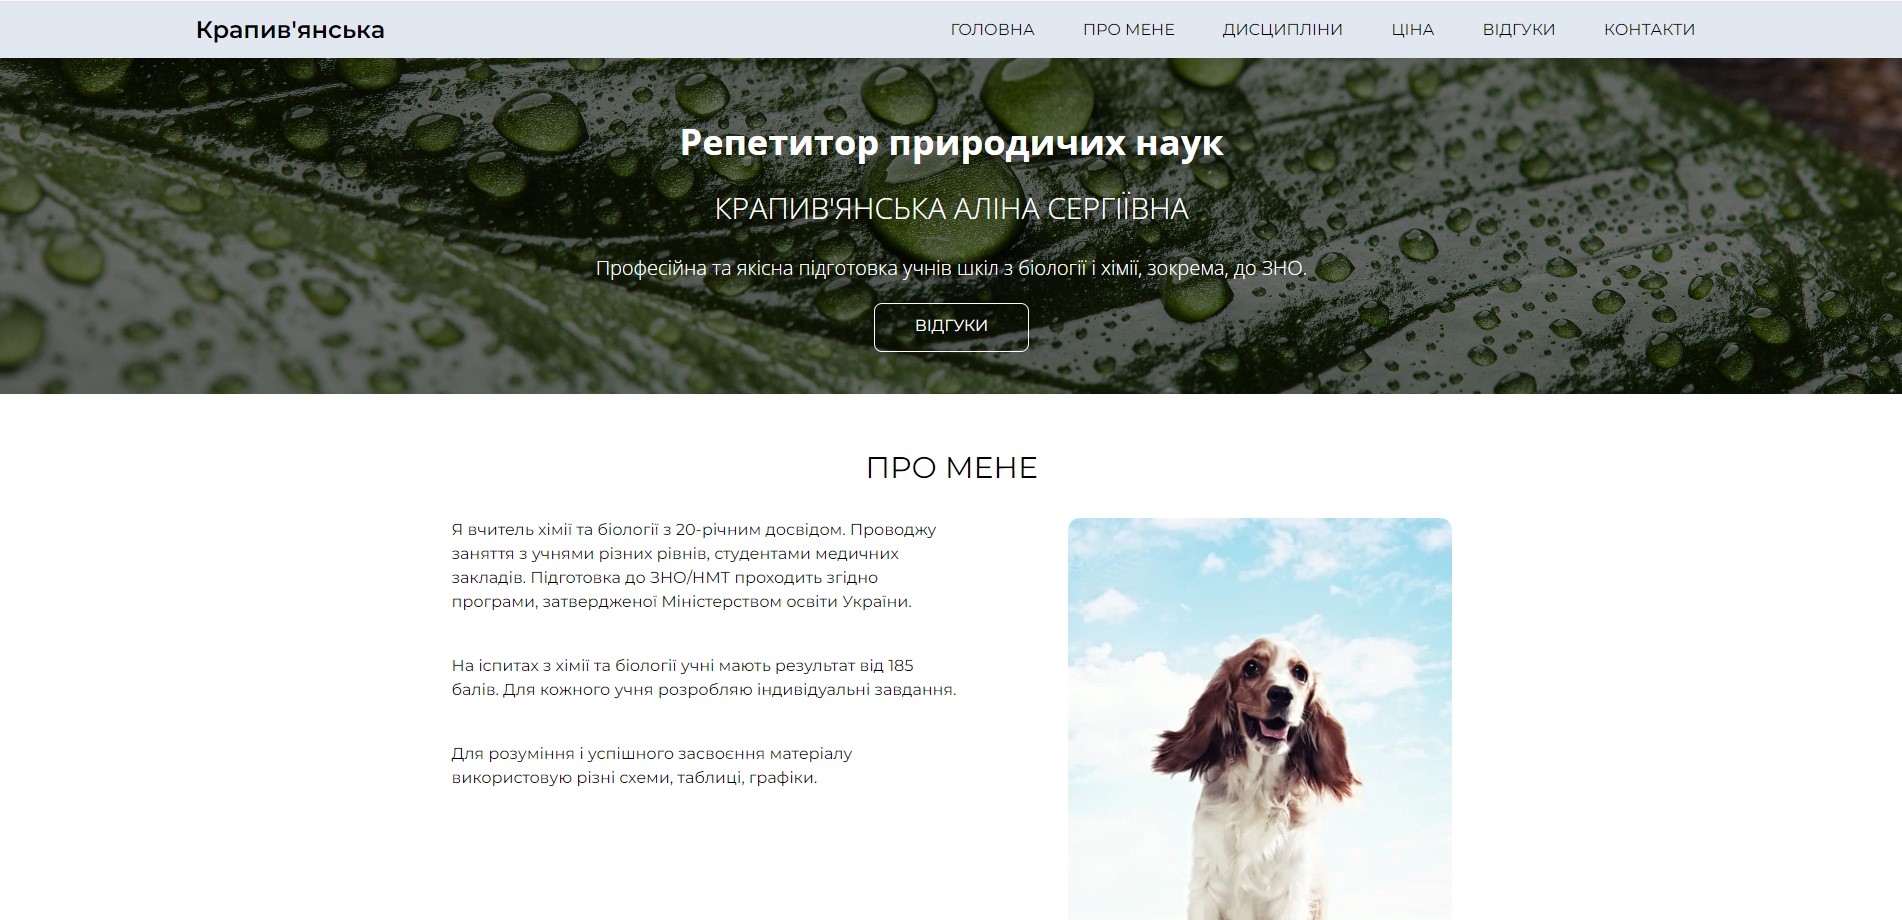 Крапив'янська
ГОЛОВНА ПРО МЕНЕ ДИСЦИПЛІНИ ЦІНА ВІДГУКИ КОНТАКТИ
Репетитор природичих наук
КРАПИВ'ЯНСЬКА АЛІНА СЕРГІЇВНА
Професійна та якісна підготовка учнів шкіл з біології і хімії, зокрема, до ЗНО.
ВІДГУКИ
ПРО МЕНЕ
Я вчитель хімії та біології з 20-річним досвідом. Проводжу
заняття з учнями різних рівнів, студентами медичних
закладів. Підготовка до ЗНО/НМТ проходить згідно
програми, затвердженої Міністерством освіти України.
На іспитах з хімії та біології учні мають результат від 185
балів. Для кожного учня розробляю індивідуальні завдання.
Для розуміння і успішного засвоєння матеріалу
використовую різні схеми, таблиці, графіки.